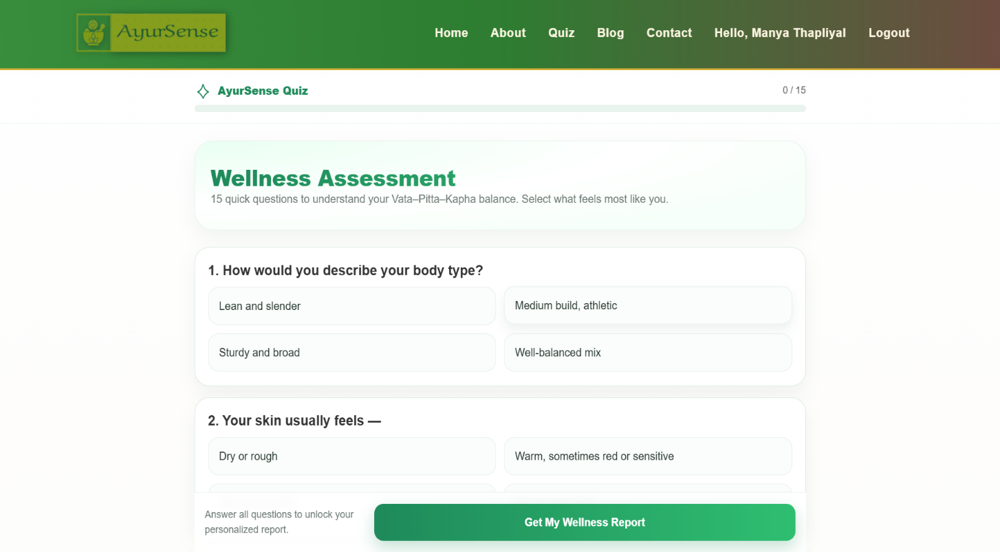 AyurSense
Home About Quiz Blog Contact Hello, Manya Thapliyal Logout
AyurSense Quiz
0 / 15
Wellness Assessment
15 quick questions to understand your Vata–Pitta–Kapha balance. Select what feels most like you.
1. How would you describe your body type?
Lean and slender
Medium build, athletic
Sturdy and broad
Well-balanced mix
2. Your skin usually feels —
Dry or rough
Warm, sometimes red or sensitive
Answer all questions to unlock your
personalized report.
Get My Wellness Report